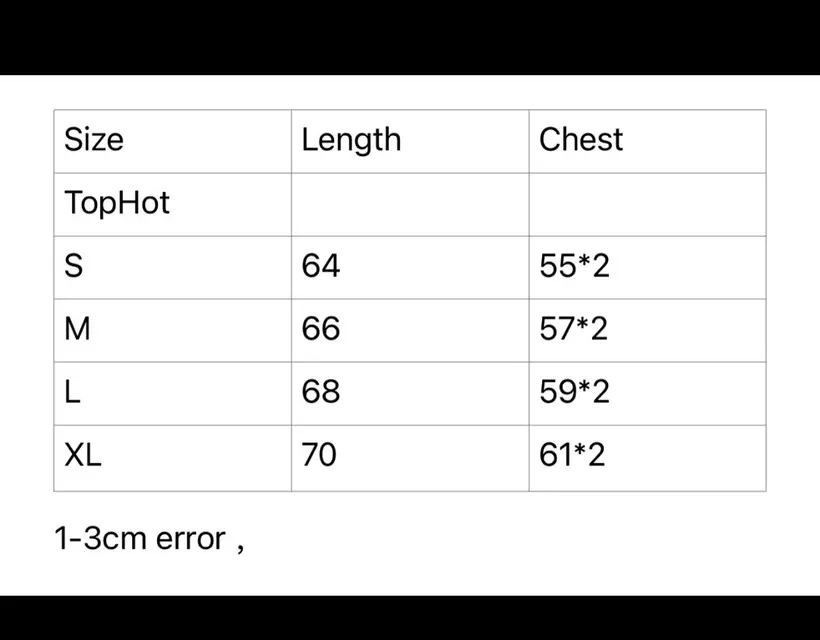 Size Length Chest
TopHot
S 64 55*2
M 66 57*2
L 68 59*2
XL 70 61*2
1-3cm error ,